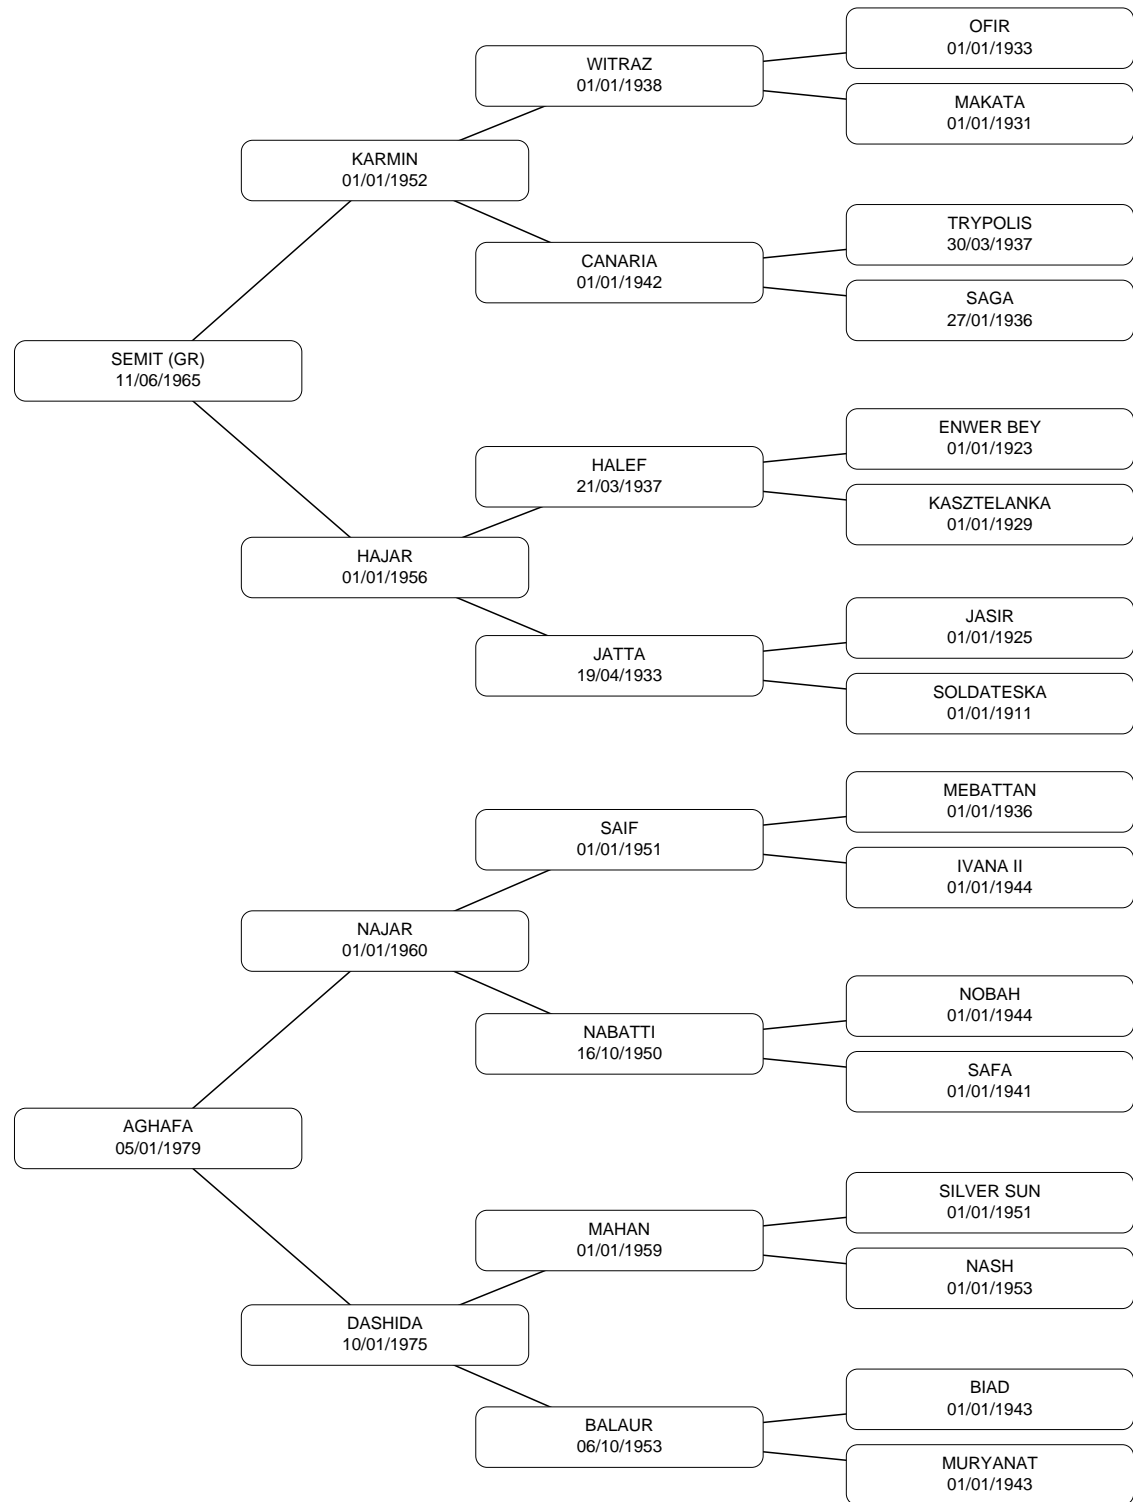 OFIR
01/01/1933
WITRAZ
01/01/1938
MAKATA
01/01/1931
KARMIN
01/01/1952
TRYPOLIS
30/03/1937
CANARIA
01/01/1942
SAGA
27/01/1936
SEMIT (GR)
11/06/1965
ENWER BEY
01/01/1923
HALEF
21/03/1937
KASZTELANKA
01/01/1929
HAJAR
01/01/1956
JASIR
01/01/1925
JATTA
19/04/1933
SOLDATESKA
01/01/1911
MEBATTAN
01/01/1936
SAIF
01/01/1951
IVANA II
01/01/1944
NAJAR
01/01/1960
NOBAH
01/01/1944
NABATTI
16/10/1950
SAFA
01/01/1941
AGHAFA
05/01/1979
SILVER SUN
01/01/1951
MAHAN
01/01/1959
NASH
01/01/1953
DASHIDA
10/01/1975
BIAD
01/01/1943
BALAUR
06/10/1953
MURYANAT
01/01/1943